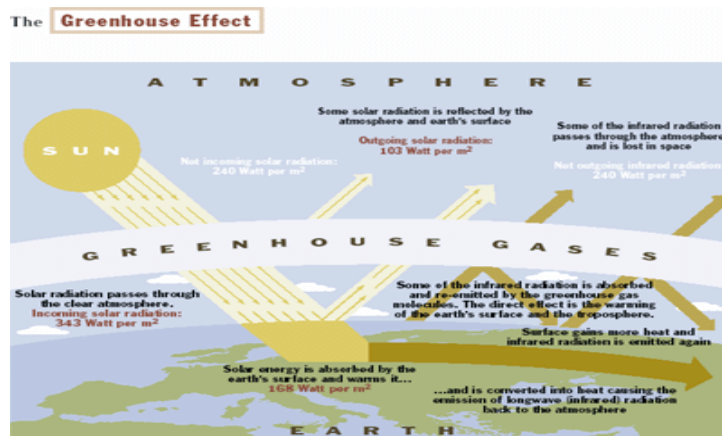 The Greenhouse Effect
ATMOSPHERE
SUN
Some solar radiation is reflected by the
atmosphere and earth's surface
Outgoing solar radiation:
103 Watt per m²
Some of the infrared radiation
passes through the atmosphere
and is lost in space
Net outgoing infrared radiation:
240 Watt per m²
Net incoming solar radiation:
240 Watt per m²
GREENHOUSE GASES
Solar radiation passes through
the clear atmosphere.
Incoming solar radiation:
343 Watt per m²
Some of the infrared radiation is absorbed
and re-emitted by the greenhouse gas
molecules. The direct effect is the warming
of the earth's surface and the troposphere.
Surface gains more heat and
infrared radiation is emitted again
Solar energy is absorbed by the
earth's surface and warms it...
168 Watt per m²
...and is converted into heat causing the
emission of longwave (infrared) radiation
back to the atmosphere
EARTH